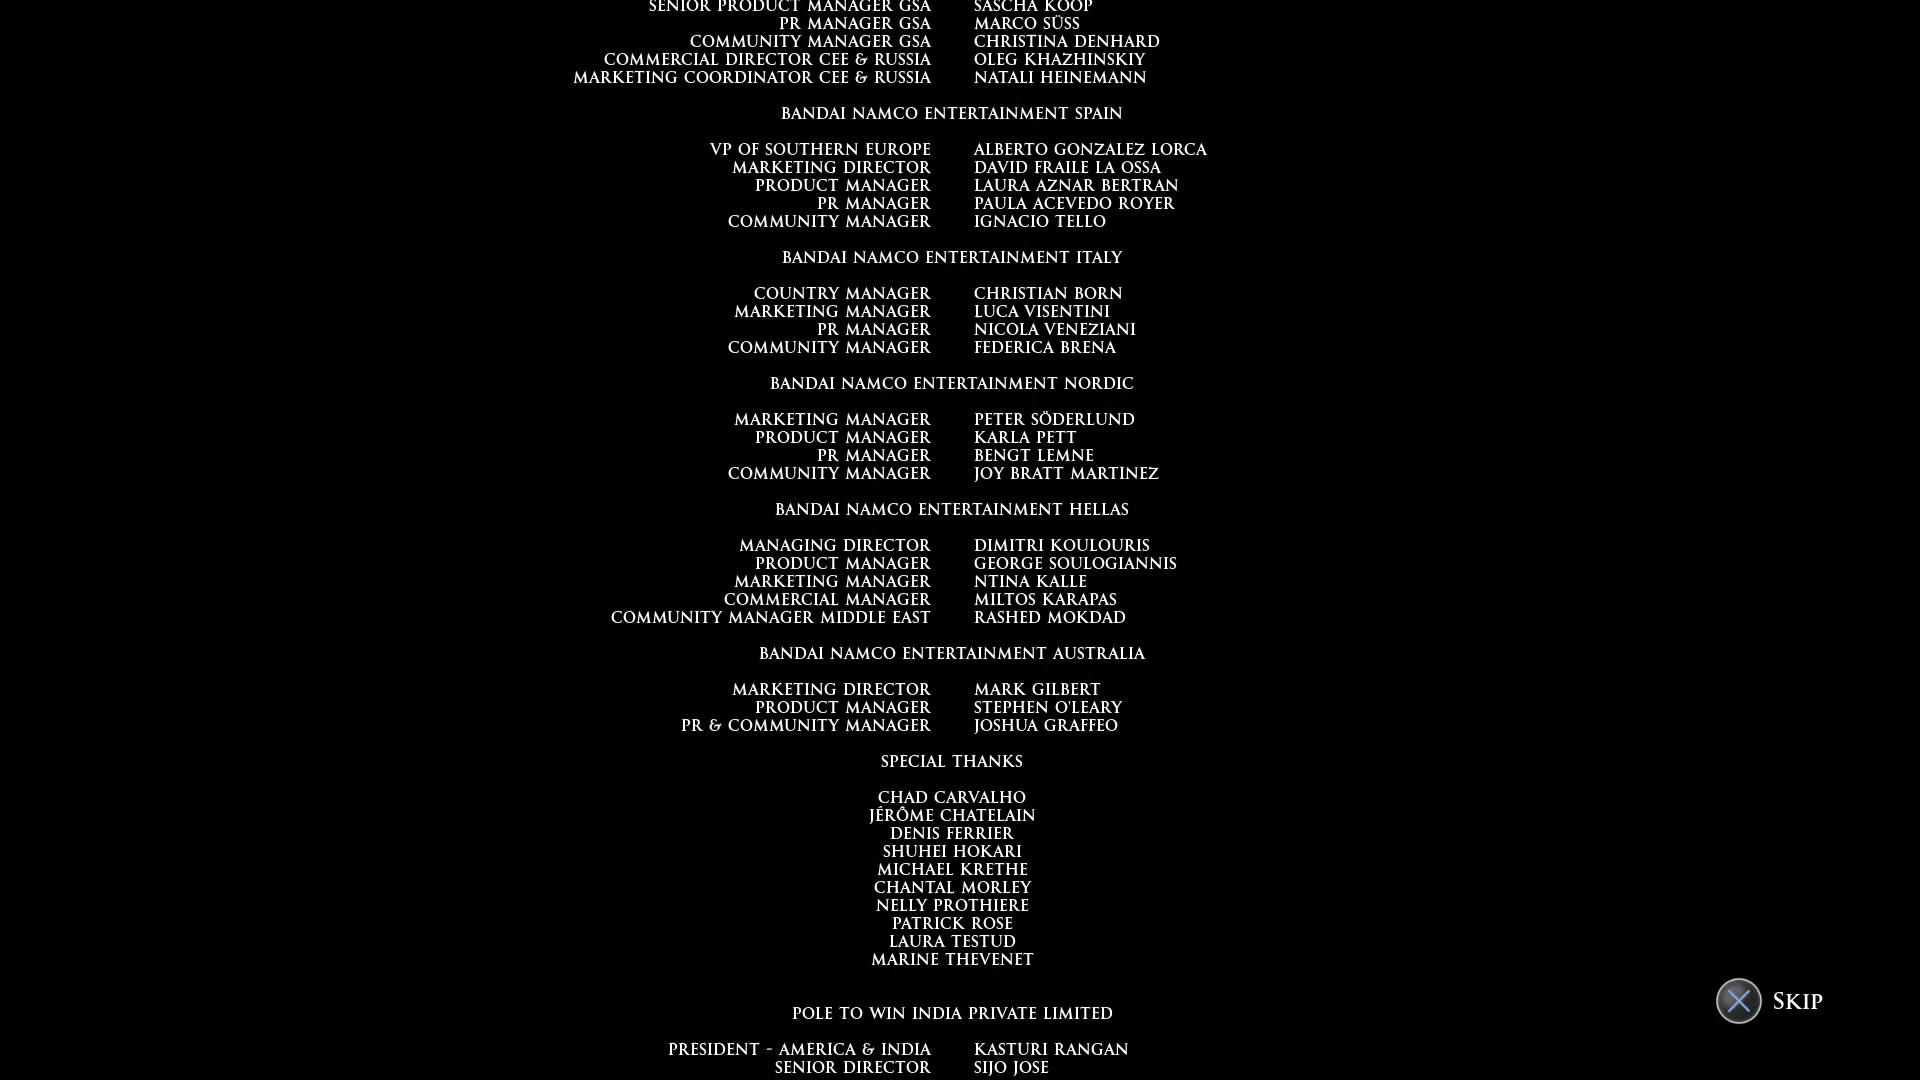 SENIOR PRODUCT MANAGER GSA SASCHA KOOP
PR MANAGER GSA MARCO SÜSS
COMMUNITY MANAGER GSA CHRISTINA DENHARD
COMMERCIAL DIRECTOR CEE & RUSSIA OLEG KHAZHINSKIY
MARKETING COORDINATOR CEE & RUSSIA NATALI HEINEMANN
BANDAI NAMCO ENTERTAINMENT SPAIN
VP OF SOUTHERN EUROPE ALBERTO GONZALEZ LORCA
MARKETING DIRECTOR DAVID FRAILE LA OSSA
PRODUCT MANAGER LAURA AZNAR BERTRAN
PR MANAGER PAULA ACEVEDO ROYER
COMMUNITY MANAGER IGNACIO TELLO
BANDAI NAMCO ENTERTAINMENT ITALY
COUNTRY MANAGER CHRISTIAN BORN
MARKETING MANAGER LUCA VISENTINI
PR MANAGER NICOLA VENEZIANI
COMMUNITY MANAGER FEDERICA BRENA
BANDAI NAMCO ENTERTAINMENT NORDIC
MARKETING MANAGER PETER SÖDERLUND
PRODUCT MANAGER KARLA PETT
PR MANAGER BENGT LEMNE
COMMUNITY MANAGER JOY BRATT MARTINEZ
BANDAI NAMCO ENTERTAINMENT HELLAS
MANAGING DIRECTOR DIMITRI KOULOURIS
PRODUCT MANAGER GEORGE SOULOGIANNIS
MARKETING MANAGER NTINA KALLE
COMMERCIAL MANAGER MILTOS KARAPAS
COMMUNITY MANAGER MIDDLE EAST RASHED MOKDAD
BANDAI NAMCO ENTERTAINMENT AUSTRALIA
MARKETING DIRECTOR MARK GILBERT
PRODUCT MANAGER STEPHEN O'LEARY
PR & COMMUNITY MANAGER JOSHUA GRAFFEO
SPECIAL THANKS
CHAD CARVALHO
JÉRÔME CHATELAIN
DENIS FERRIER
SHUHEI HOKARI
MICHAEL KRETHE
CHANTAL MORLEY
NELLY PROTHIERE
PATRICK ROSE
LAURA TESTUD
MARINE THEVENET
POLE TO WIN INDIA PRIVATE LIMITED
PRESIDENT - AMERICA & INDIA KASTURI RANGAN
SENIOR DIRECTOR SIJO JOSE
SKIP